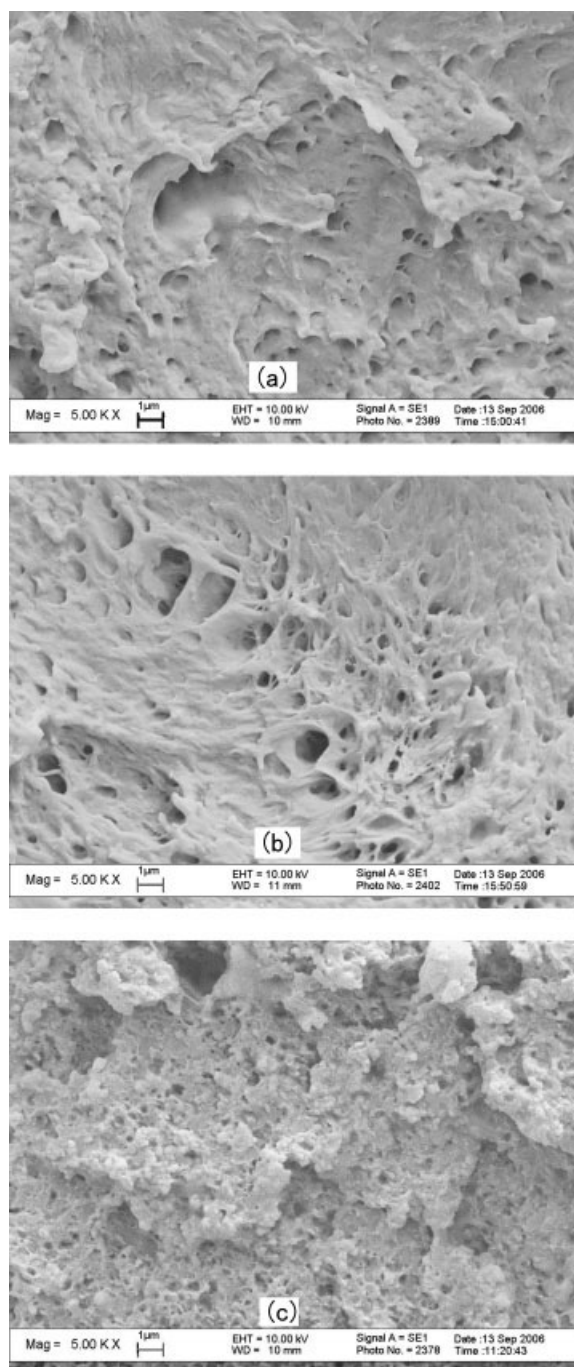 (a)
Mag = 5.00 K X 1μm EHT = 10.00 kV Signal A = SE1 Date :13 Sep 2006
WD = 10 mm Photo No. = 2389 Time :15:00:41
(b)
Mag = 5.00 K X 1μm EHT = 10.00 kV Signal A = SE1 Date :13 Sep 2006
WD = 11 mm Photo No. = 2402 Time :15:50:59
(c)
Mag = 5.00 K X 1μm EHT = 10.00 kV Signal A = SE1 Date :13 Sep 2006
WD = 10 mm Photo No. = 2378 Time :11:20:43